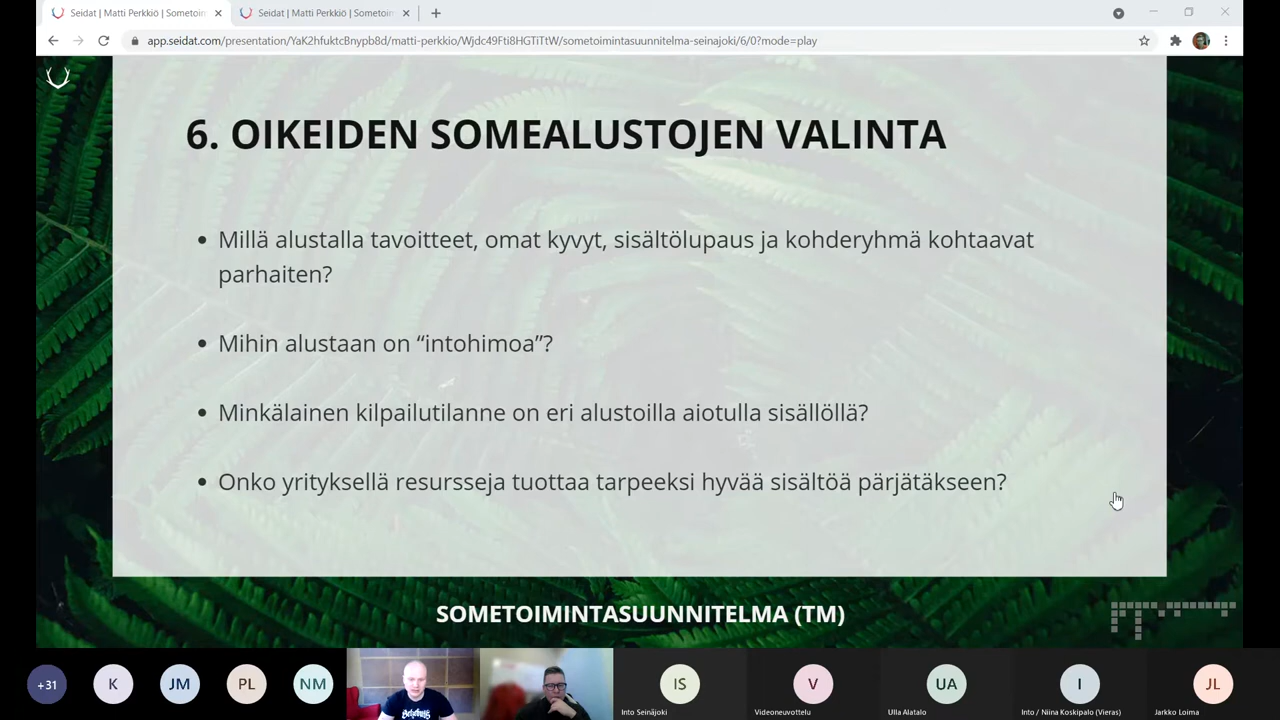 Seidat | Matti Perkkiö | Sometoim
Seidat | Matti Perkkiö | Sometoim
app.seidat.com/presentation/YaK2hfuktcBnypb8d/matti-perkkio/Wjdc49Fti8HGTiTtW/sometoimintasuunnitelma-seinajoki/6/0?mode=play
6. OIKEIDEN SOMEALUSTOJEN VALINTA
• Millä alustalla tavoitteet, omat kyvyt, sisältölupaus ja kohderyhmä kohtaavat
parhaiten?
• Mihin alustaan on “intohimoa”?
• Minkälainen kilpailutilanne on eri alustoilla aiotulla sisällöllä?
• Onko yrityksellä resursseja tuottaa tarpeeksi hyvää sisältöä pärjätäkseen?
SOMETOIMINTASUUNNITELMA (TM)
+31 K JM PL NM IS V UA I JL
Into Seinäjoki Videoneuvottelu Ulla Alatalo Into / Niina Koskipalo (Vieras) Jarkko Loima